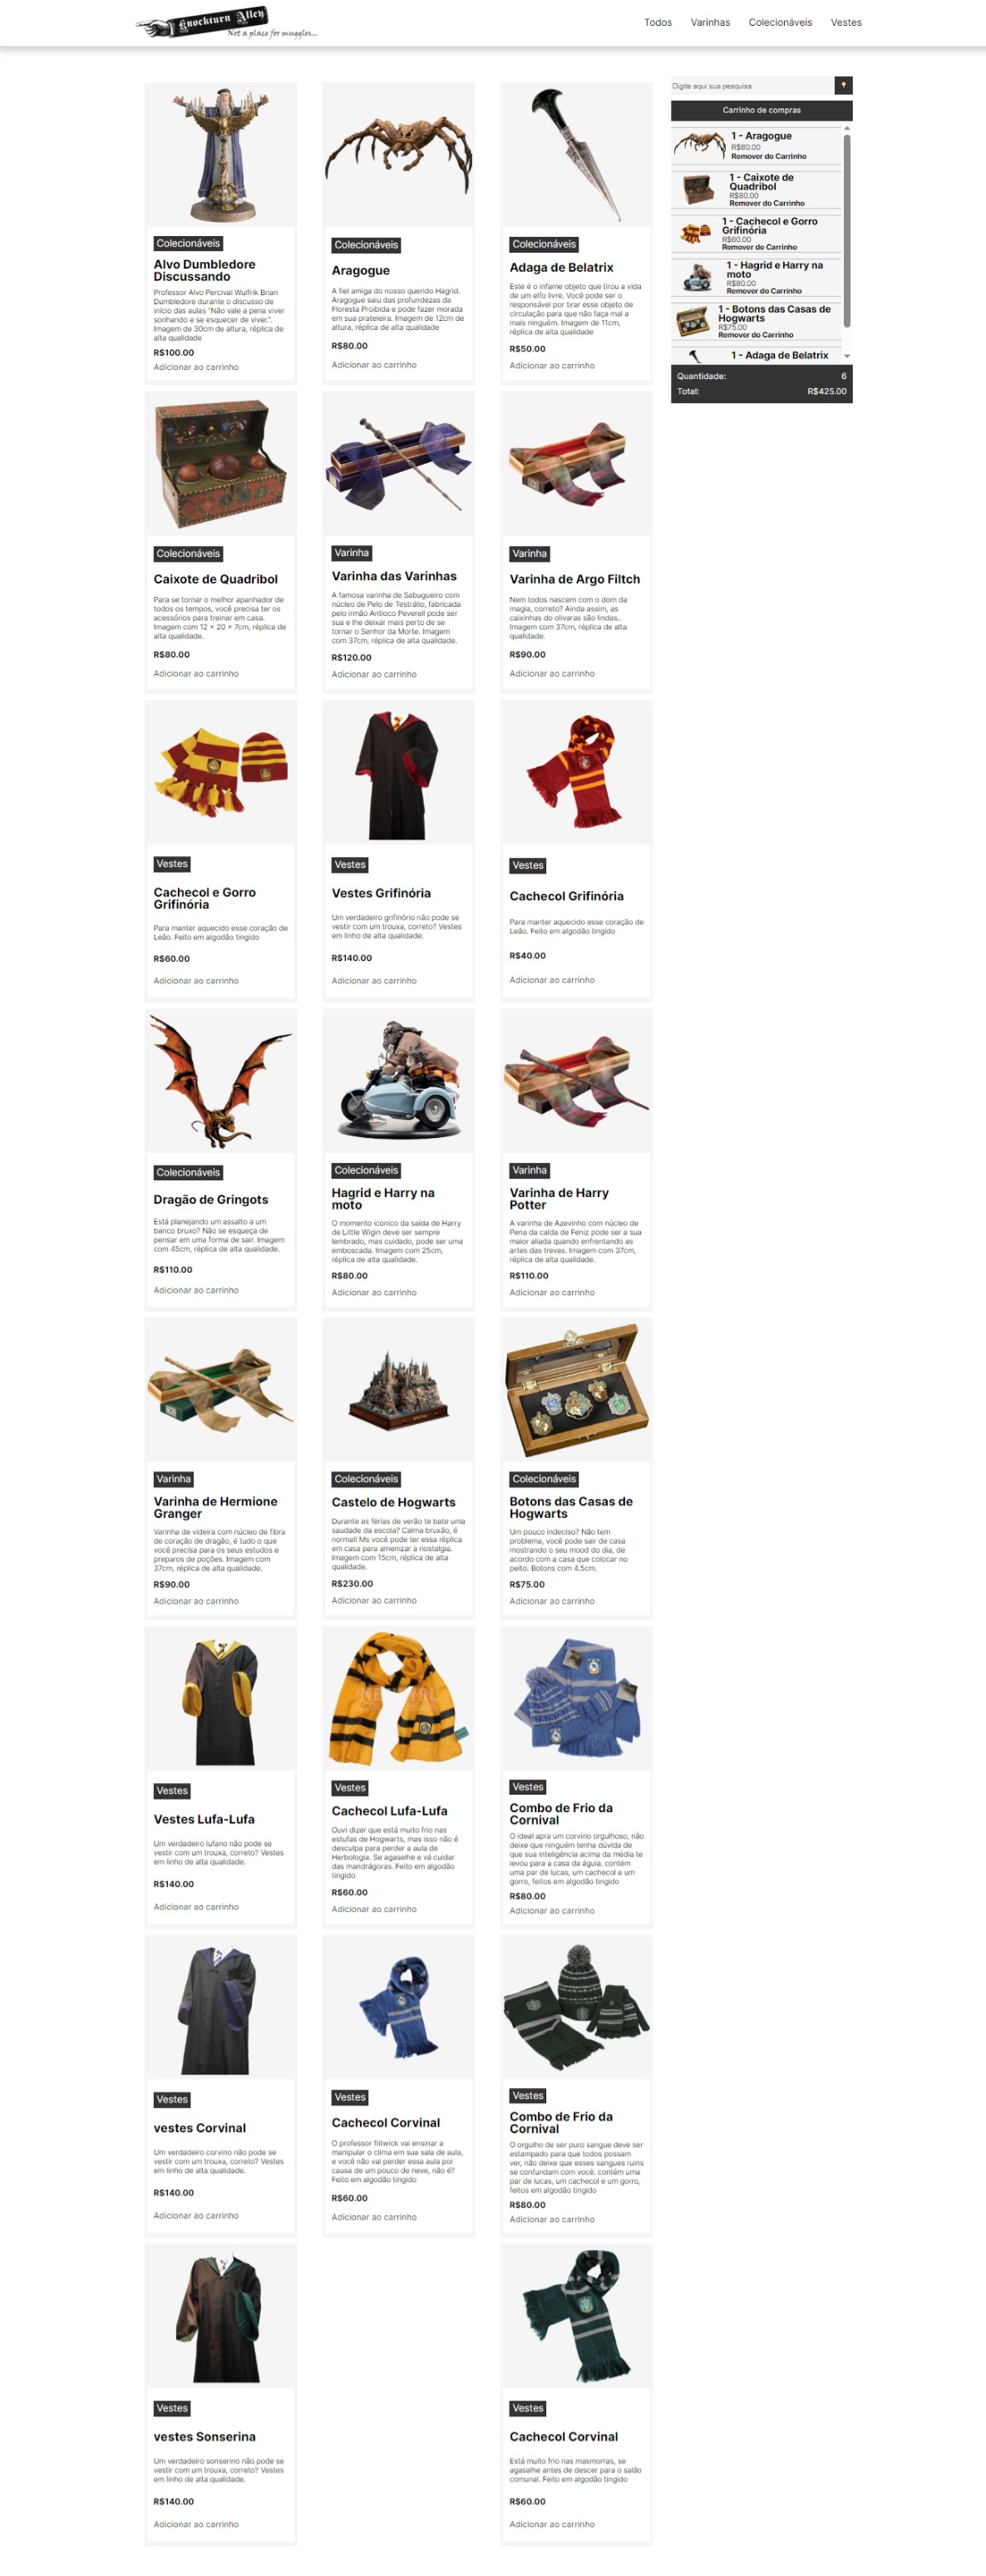 Knockturn Alley
Not a place for muggles...
Todos
Varinhas
Colecionáveis
Vestes
Digite aqui sua pesquisa
Carrinho de compras
1 - Aragogue
R$80.00
Remover do Carrinho
1 - Caixote de
Quadribol
R$80.00
Remover do Carrinho
1 - Cachecol e Gorro
Grifinória
R$60.00
Remover do Carrinho
1 - Hagrid e Harry na
moto
R$80.00
Remover do Carrinho
1 - Botons das Casas de
Hogwarts
R$75.00
Remover do Carrinho
1 - Adaga de Belatrix
Quantidade:
6
Total:
R$425.00
Colecionáveis
Alvo Dumbledore
Discussando
Professor Alvo Percival Wulfrik Brian
Dumbledore durante o discusso de
início das aulas "Não vale a pena viver
sonhando e se esquecer de viver.".
Imagem de 30cm de altura, réplica de
alta qualidade
R$100.00
Adicionar ao carrinho
Colecionáveis
Aragogue
A fiel amiga do nosso querido Hagrid.
Aragogue saiu das profundezas da
Floresta Proibida e pode fazer morada
em sua prateleira. Imagem de 12cm de
altura, réplica de alta qualidade
R$80.00
Adicionar ao carrinho
Colecionáveis
Adaga de Belatrix
Este é o infame objeto que tirou a vida
de um elfo livre, Você pode ser o
responsável por tirar esse objeto de
circulação para que não faça mal a
mais ninguém. Imagem de 11cm,
réplica de alta qualidade
R$50.00
Adicionar ao carrinho
Colecionáveis
Caixote de Quadribol
Para se tornar o melhor apanhador de
todos os tempos, você precisa ter os
acessórios para treinar em casa.
Imagem com 12 x 20 x 7cm, réplica de
alta qualidade.
R$80.00
Adicionar ao carrinho
Varinha
Varinha das Varinhas
A famosa varinha de Sabugueiro com
núcleo de Pelo de Testrálio, fabricada
pelo irmão Antioco Peverell pode ser
sua e lhe deixar mais perto de se
tornar o Senhor da Morte. Imagem
com 37cm, réplica de alta qualidade.
R$120.00
Adicionar ao carrinho
Varinha
Varinha de Argo Filtch
Nem todos nascem com o dom da
magia, correto? Ainda assim, as
caixinhas do olivaras são lindas..
Imagem com 37cm, réplica de alta
qualidade.
R$90.00
Adicionar ao carrinho
Vestes
Cachecol e Gorro
Grifinória
Para manter aquecido esse coração de
Leão. Feito em algodão tingido
R$60.00
Adicionar ao carrinho
Vestes
Vestes Grifinória
Um verdadeiro grifinório não pode se
vestir com um trouxa, correto? Vestes
em linho de alta qualidade.
R$140.00
Adicionar ao carrinho
Vestes
Cachecol Grifinória
Para manter aquecido esse coração de
Leão. Feito em algodão tingido
R$40.00
Adicionar ao carrinho
Colecionáveis
Dragão de Gringots
Está planejando um assalto a um
banco bruxo? Não se esqueça de
pensar em uma forma de sair. Imagem
com 45cm, réplica de alta qualidade.
R$110.00
Adicionar ao carrinho
Colecionáveis
Hagrid e Harry na
moto
O momento iconico da saída de Harry
de Little Wigin deve ser sempre
lembrado, mas cuidado, pode ser uma
emboscada. Imagem com 25cm,
réplica de alta qualidade.
R$80.00
Adicionar ao carrinho
Varinha
Varinha de Harry
Potter
A varinha de Azevinho com núcleo de
Pena da calda de Feniz pode ser a sua
maior aliada quando enfrentando as
artes das trevas. Imagem com 37cm,
réplica de alta qualidade.
R$110.00
Adicionar ao carrinho
Varinha
Varinha de Hermione
Granger
Varinha de videira com núcleo de fibra
de coração de dragão, é tudo o que
você precisa para os seus estudos e
preparos de poções. Imagem com
37cm, réplica de alta qualidade.
R$90.00
Adicionar ao carrinho
Colecionáveis
Castelo de Hogwarts
Durante as férias de verão te bate uma
saudade da escola? Calma bruxão, é
normal! Ms você pode ter essa réplica
em casa para amenizar a nostalgia.
Imagem com 15cm, réplica de alta
qualidade.
R$230.00
Adicionar ao carrinho
Colecionáveis
Botons das Casas de
Hogwarts
Um pouco indeciso? Não tem
problema, você pode sair de casa
mostrando o seu mood do dia, de
acordo com a casa que colocar no
peito. Botons com 4.5cm.
R$75.00
Adicionar ao carrinho
Vestes
Vestes Lufa-Lufa
Um verdadeiro lufano não pode se
vestir com um trouxa, correto? Vestes
em linho de alta qualidade.
R$140.00
Adicionar ao carrinho
Vestes
Cachecol Lufa-Lufa
Ouvi dizer que está muito frio nas
estufas de Hogwarts, mas isso não é
desculpa para perder a aula de
Herbologia. Se agaselhe e vá cuidar
das mandrágoras. Feito em algodão
tingido
R$60.00
Adicionar ao carrinho
Vestes
Combo de Frio da
Cornival
O ideal apra um corvino orgulhoso, não
deixe que ninguém tenha dúvida de
que sua inteligência acima da média te
levou para a casa da águia. contém
uma par de lucas, um cachecol e um
gorro, feitos em algodão tingido
R$80.00
Adicionar ao carrinho
Vestes
vestes Corvinal
Um verdadeiro corvino não pode se
vestir com um trouxa, correto? Vestes
em linho de alta qualidade.
R$140.00
Adicionar ao carrinho
Vestes
Cachecol Corvinal
O professor flitwick vai ensinar a
manipular o clima em sua sala de aula,
e você não vai perder essa aula por
causa de um pouco de neve, não é?
Feito em algodão tingido
R$60.00
Adicionar ao carrinho
Vestes
Combo de Frio da
Cornival
O orgulho de ser puro sangue deve ser
estampado para que todos possam
ver, não deixe que esses sangues ruins
se confundam com você. contém uma
par de lucas, um cachecol e um gorro,
feitos em algodão tingido
R$80.00
Adicionar ao carrinho
Vestes
vestes Sonserina
Um verdadeiro sonserino não pode se
vestir com um trouxa, correto? Vestes
em linho de alta qualidade.
R$140.00
Adicionar ao carrinho
Vestes
Cachecol Corvinal
Está muito frio nas masmorras, se
agasalhe antes de descer para o salão
comunal. Feito em algodão tingido
R$60.00
Adicionar ao carrinho